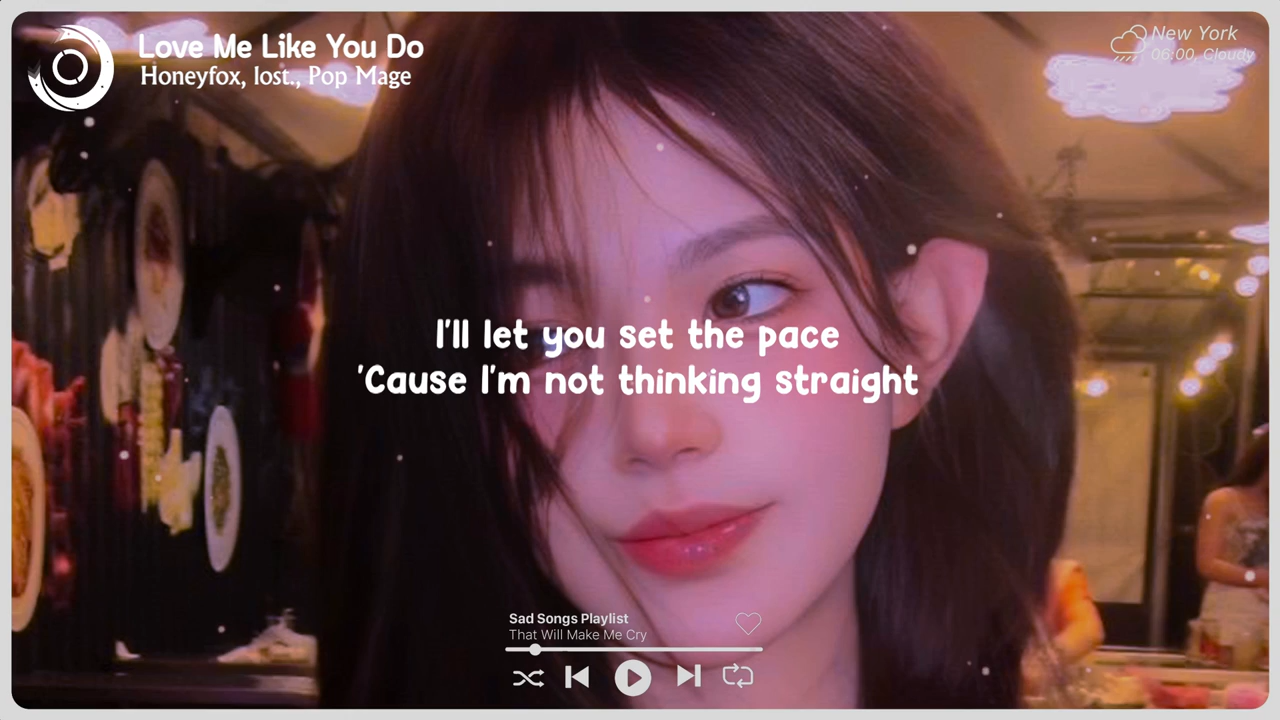 Love Me Like You Do
Honeyfox, lost., Pop Mage
New York
06:00, Cloudy
I'll let you set the pace
'Cause I'm not thinking straight
Sad Songs Playlist
That Will Make Me Cry